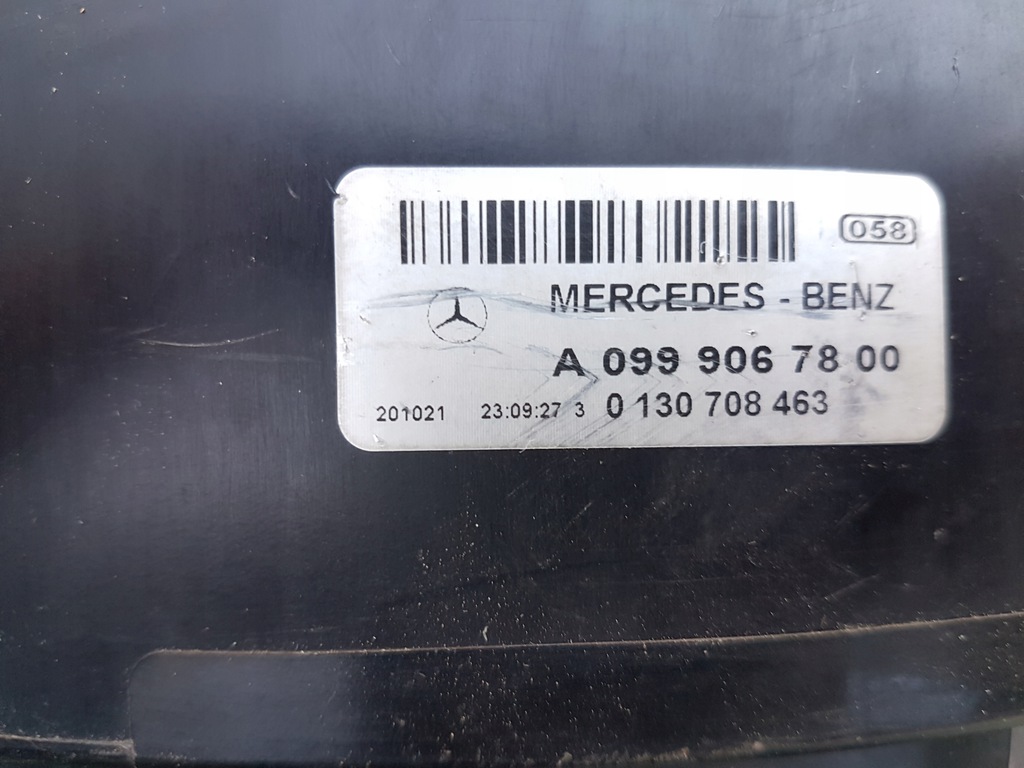 058
MERCEDES - BENZ
A 099 906 78 00
201021 23:09:27 3 0 130 708 463